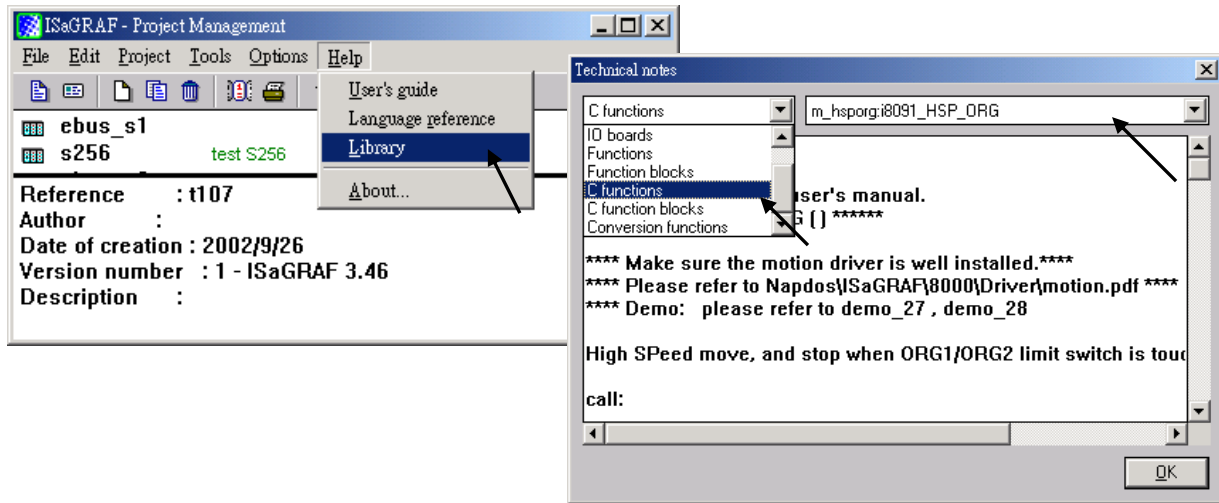 ISaGRAF - Project Management
File Edit Project Tools Options Help
User's guide
Language reference
Library
About...
ebus_s1
s256 test S256
Reference : t107
Author :
Date of creation : 2002/9/26
Version number : 1 - ISaGRAF 3.46
Description :
Technical notes
C functions m_hsporg:i8091_HSP_ORG
IO boards
Functions
Function blocks
C functions
C function blocks
Conversion functions
user's manual.
G () ******
**** Make sure the motion driver is well installed.****
**** Please refer to Napdos\ISaGRAF\8000\Driver\motion.pdf ****
**** Demo: please refer to demo_27 , demo_28
High SPeed move, and stop when ORG1/ORG2 limit switch is
call:
OK